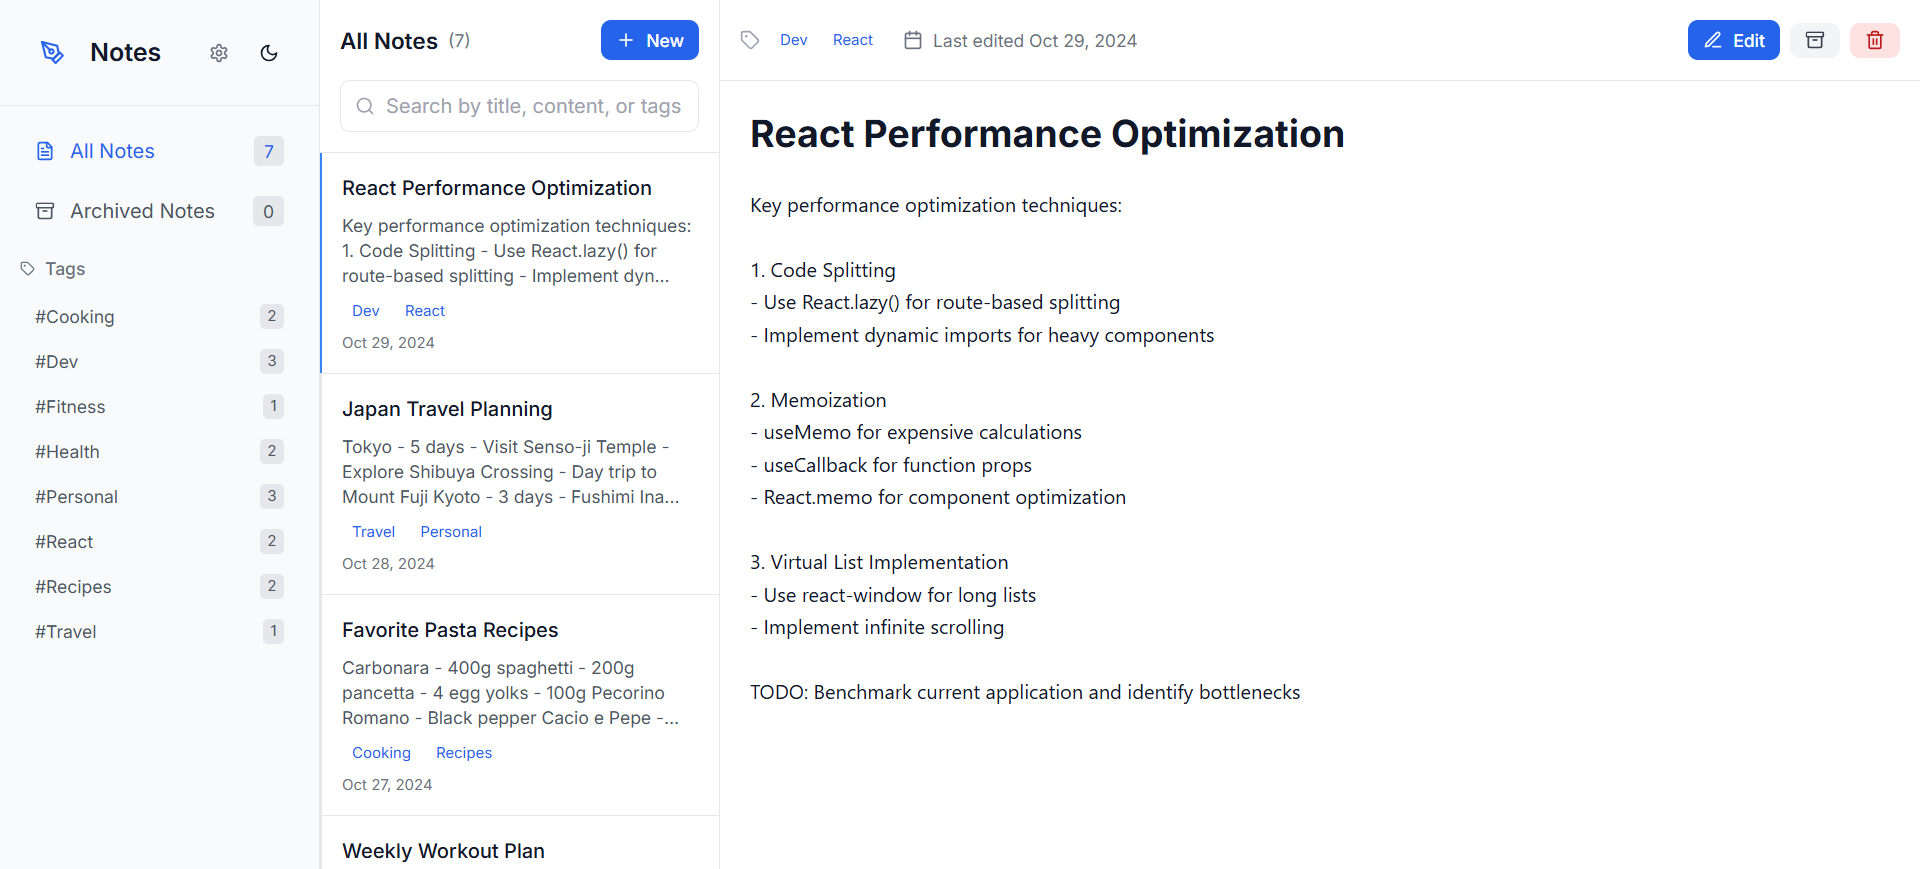 Notes
All Notes 7
Archived Notes 0
Tags
#Cooking 2
#Dev 3
#Fitness 1
#Health 2
#Personal 3
#React 2
#Recipes 2
#Travel 1
All Notes (7)
New
Search by title, content, or tags
React Performance Optimization
Key performance optimization techniques:
1. Code Splitting - Use React.lazy() for
route-based splitting - Implement dyn...
Dev React
Oct 29, 2024
Japan Travel Planning
Tokyo - 5 days - Visit Senso-ji Temple -
Explore Shibuya Crossing - Day trip to
Mount Fuji Kyoto - 3 days - Fushimi Ina...
Travel Personal
Oct 28, 2024
Favorite Pasta Recipes
Carbonara - 400g spaghetti - 200g
pancetta - 4 egg yolks - 100g Pecorino
Romano - Black pepper Cacio e Pepe -...
Cooking Recipes
Oct 27, 2024
Weekly Workout Plan
Dev React Last edited Oct 29, 2024
Edit
React Performance Optimization
Key performance optimization techniques:
1. Code Splitting
- Use React.lazy() for route-based splitting
- Implement dynamic imports for heavy components
2. Memoization
- useMemo for expensive calculations
- useCallback for function props
- React.memo for component optimization
3. Virtual List Implementation
- Use react-window for long lists
- Implement infinite scrolling
TODO: Benchmark current application and identify bottlenecks